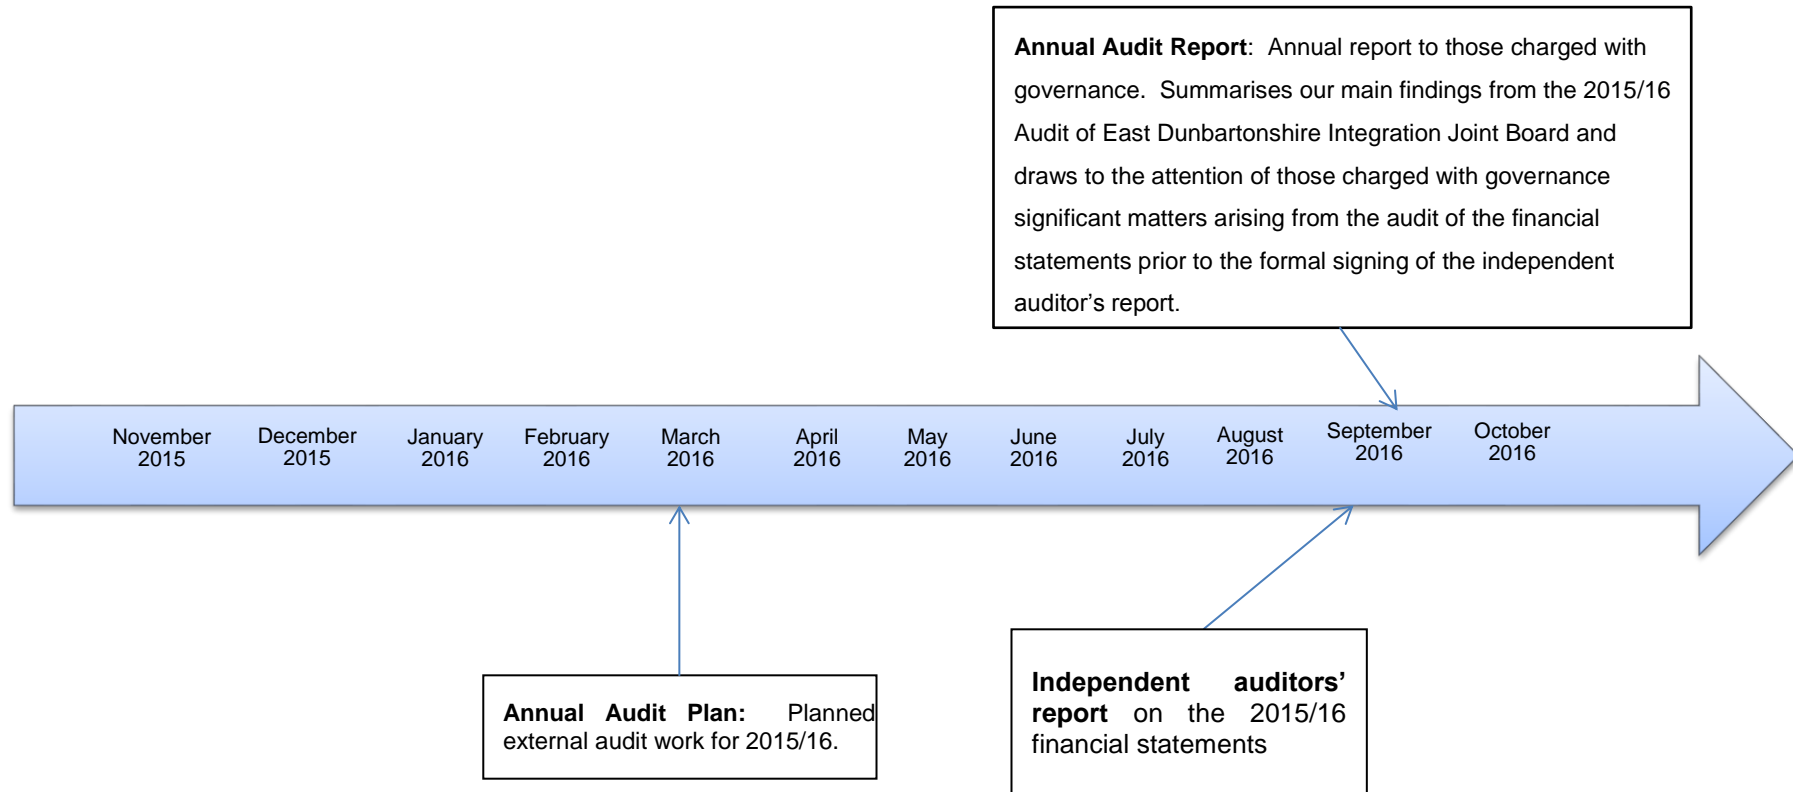 Annual Audit Report: Annual report to those charged with
governance. Summarises our main findings from the 2015/16
Audit of East Dunbartonshire Integration Joint Board and
draws to the attention of those charged with governance
significant matters arising from the audit of the financial
statements prior to the formal signing of the independent
auditor’s report.
November
2015
December
2015
January
2016
February
2016
March
2016
April
2016
May
2016
June
2016
July
2016
August
2016
September
2016
October
2016
Annual Audit Plan: Planned
external audit work for 2015/16.
Independent auditors’
report on the 2015/16
financial statements